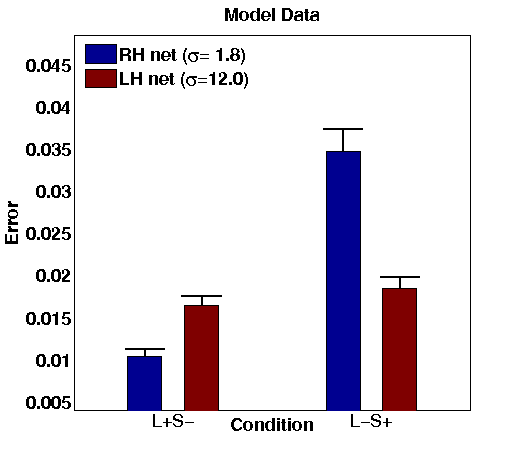 Model Data
RH net (σ= 1.8)
LH net (σ=12.0)
0.045
0.04
0.035
0.03
0.025
0.02
0.015
0.01
0.005
Error
L+S−
L−S+
Condition